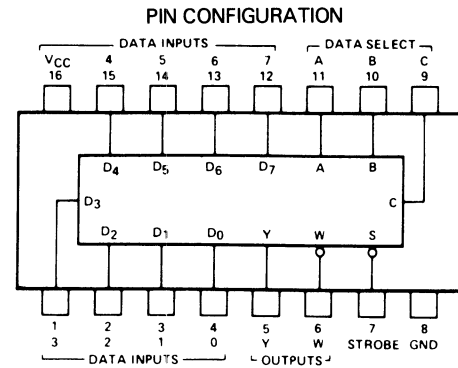 PIN CONFIGURATION
DATA INPUTS DATA SELECT
VCC 4 5 6 7 A B C
16 15 14 13 12 11 10 9
D4 D5 D6 D7 A B
D3 C
D2 D1 D0 Y W S
1 2 3 4 5 6 7 8
3 2 1 0 Y W STROBE GND
DATA INPUTS OUTPUTS